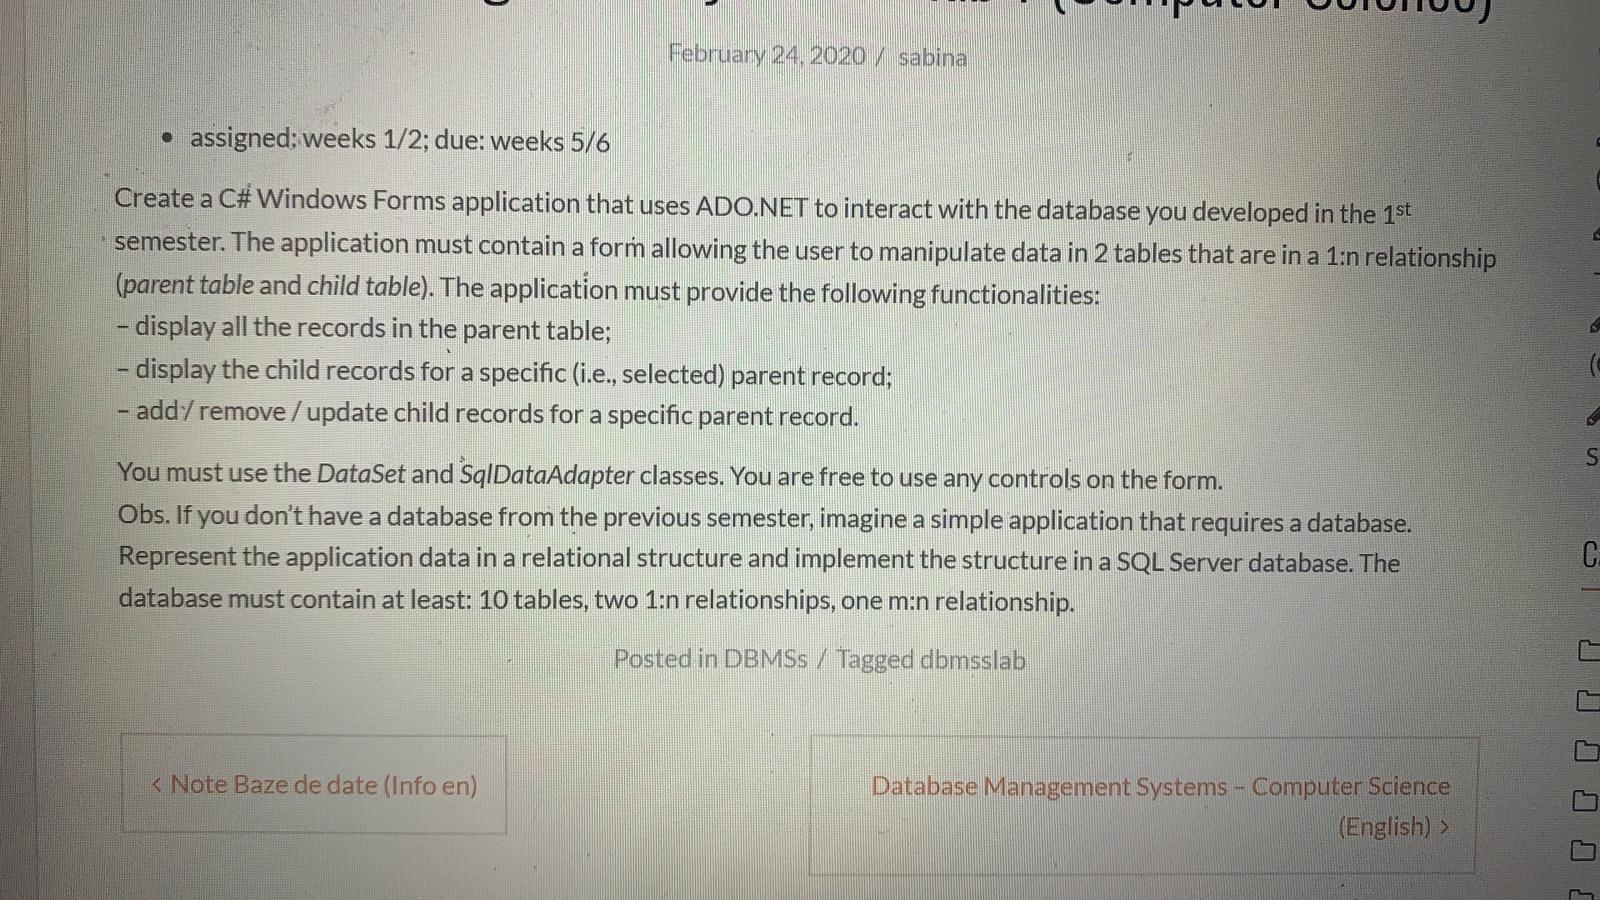 (Computer Science)
February 24, 2020 / sabina
• assigned: weeks 1/2; due: weeks 5/6
Create a C# Windows Forms application that uses ADO.NET to interact with the database you developed in the 1st
semester. The application must contain a form allowing the user to manipulate data in 2 tables that are in a 1:n relationship
(parent table and child table). The application must provide the following functionalities:
– display all the records in the parent table;
– display the child records for a specific (i.e., selected) parent record;
– add / remove / update child records for a specific parent record.
You must use the DataSet and SqlDataAdapter classes. You are free to use any controls on the form.
Obs. If you don't have a database from the previous semester, imagine a simple application that requires a database.
Represent the application data in a relational structure and implement the structure in a SQL Server database. The
database must contain at least: 10 tables, two 1:n relationships, one m:n relationship.
Posted in DBMSs / Tagged dbmsslab
< Note Baze de date (Info en)
Database Management Systems – Computer Science
(English) >